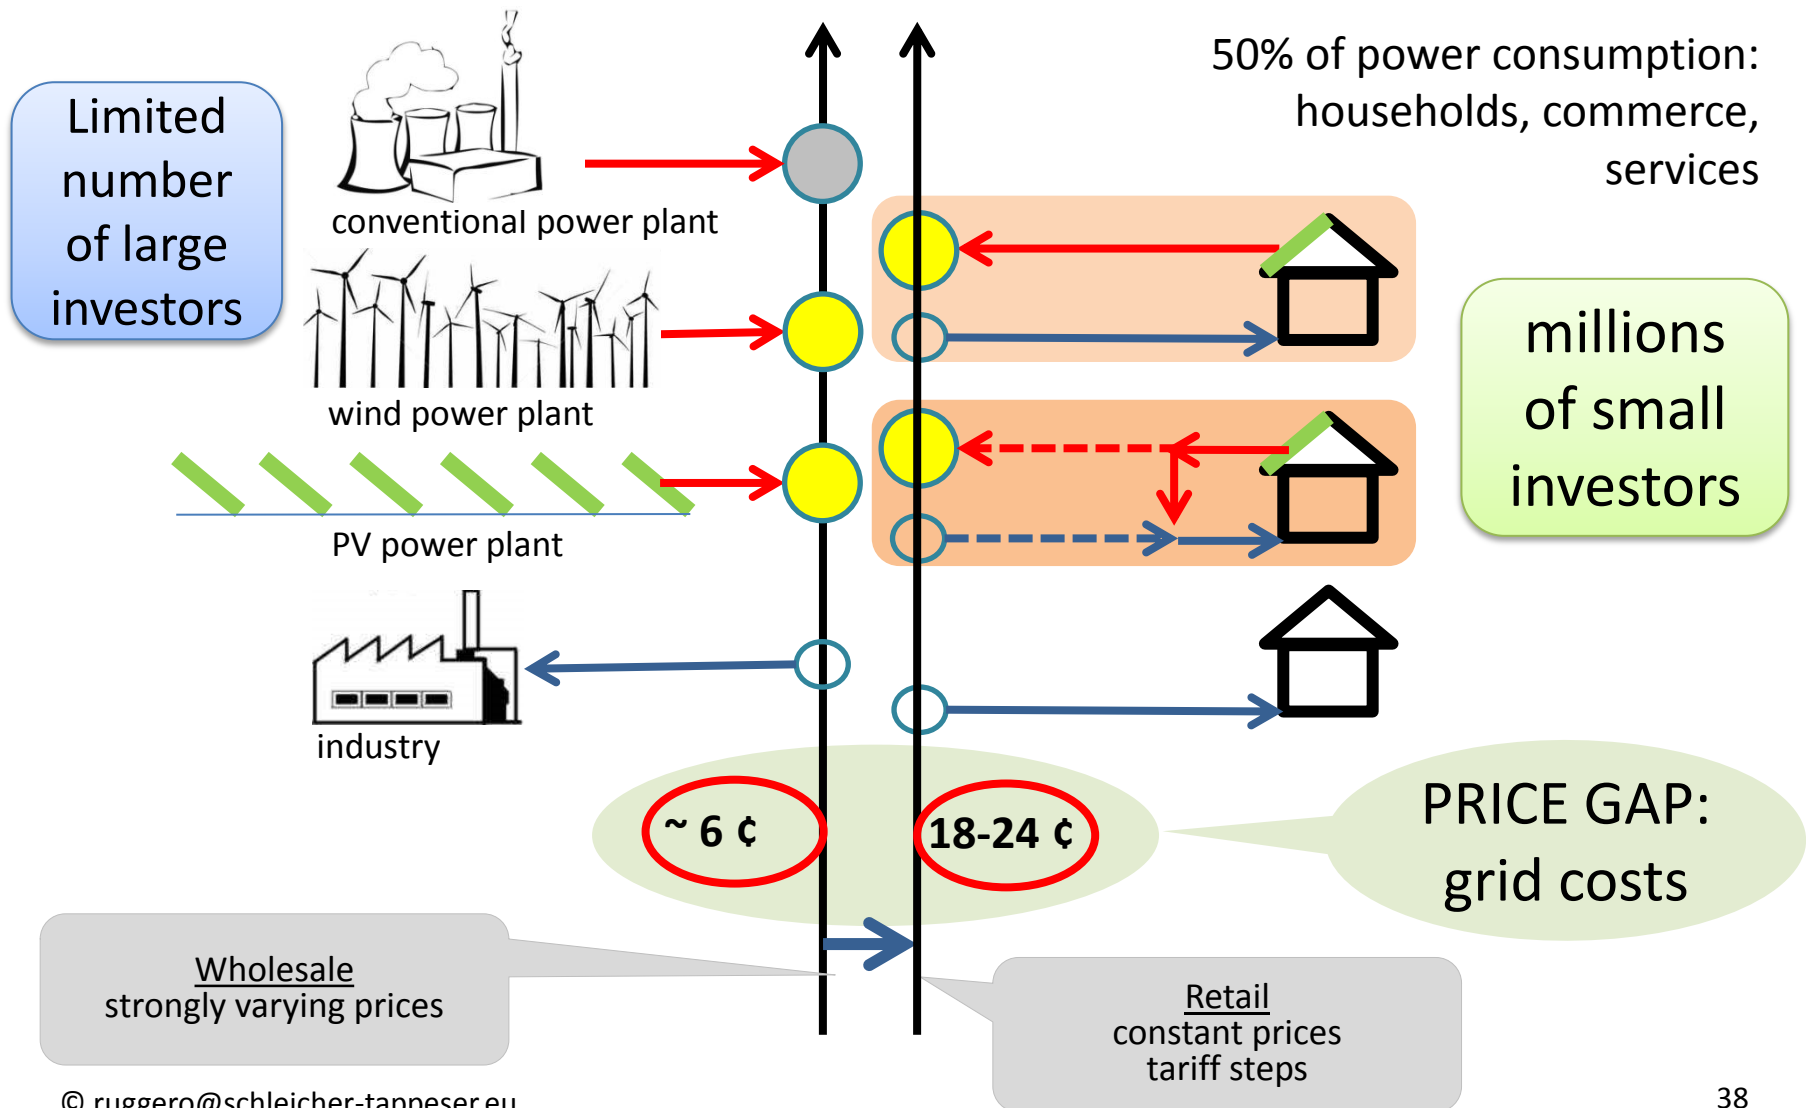 50% of power consumption:
households, commerce,
services
Limited
number
of large
investors
conventional power plant
wind power plant
PV power plant
industry
millions
of small
investors
~ 6 ¢
18-24 ¢
PRICE GAP:
grid costs
Wholesale
strongly varying prices
Retail
constant prices
tariff steps
© ruggero@schleicher-tappeser.eu
38